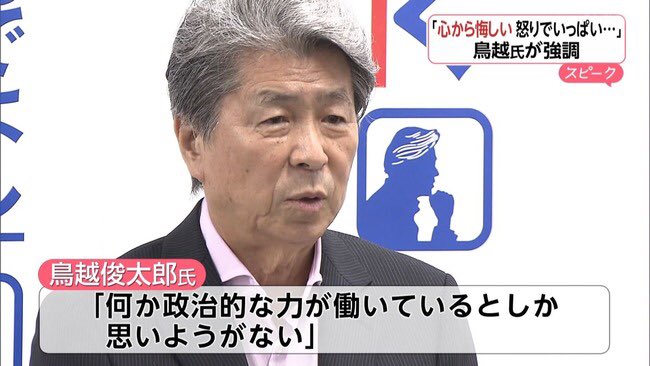 「心から悔しい 怒りでいっぱい…」
鳥越氏が強調
スピーク
鳥越俊太郎氏
「何か政治的な力が働いているとしか
思いようがない」